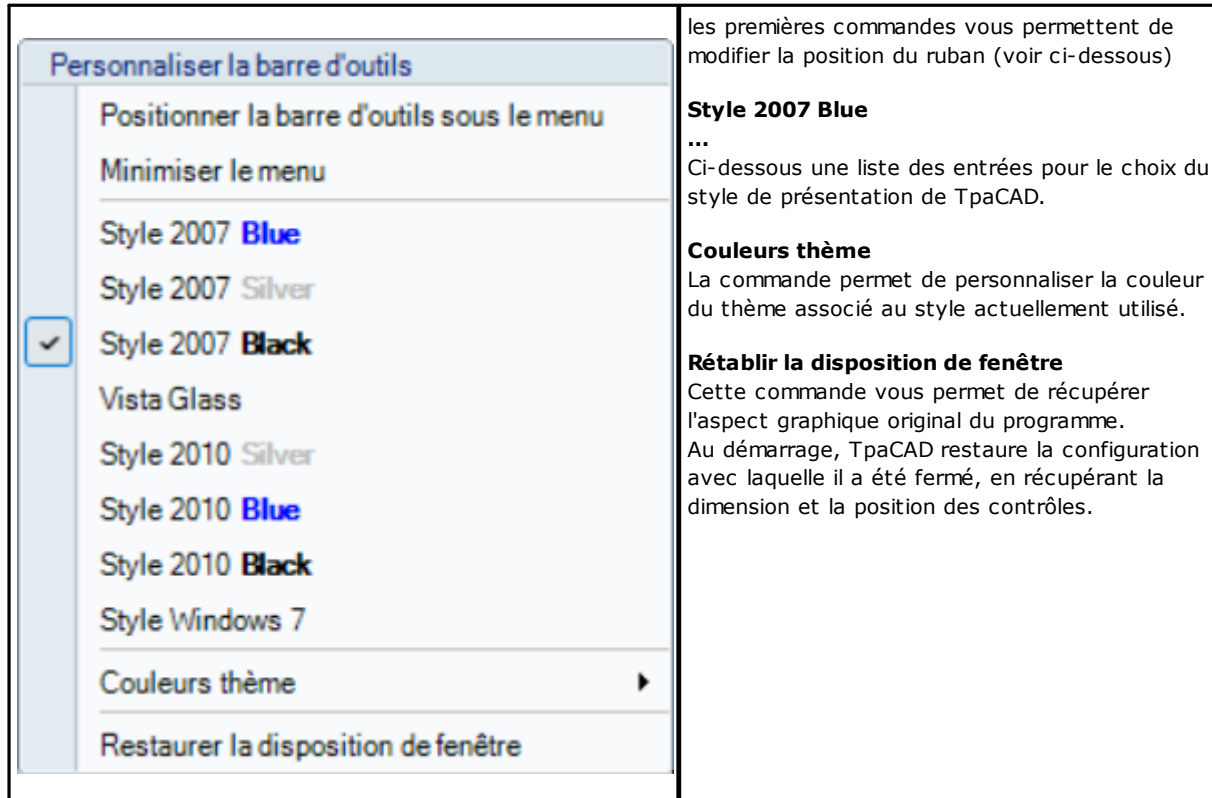 Personnaliser la barre d'outils
Positionner la barre d'outils sous le menu
Minimiser le menu
Style 2007 Blue
Style 2007 Silver
Style 2007 Black
Vista Glass
Style 2010 Silver
Style 2010 Blue
Style 2010 Black
Style Windows 7
Couleurs thème
Restaurer la disposition de fenêtre
les premières commandes vous permettent de
modifier la position du ruban (voir ci-dessous)
Style 2007 Blue
...
Ci-dessous une liste des entrées pour le choix du
style de présentation de TpaCAD.
Couleurs thème
La commande permet de personnaliser la couleur
du thème associé au style actuellement utilisé.
Rétablir la disposition de fenêtre
Cette commande vous permet de récupérer
l'aspect graphique original du programme.
Au démarrage, TpaCAD restaure la configuration
avec laquelle il a été fermé, en récupérant la
dimension et la position des contrôles.